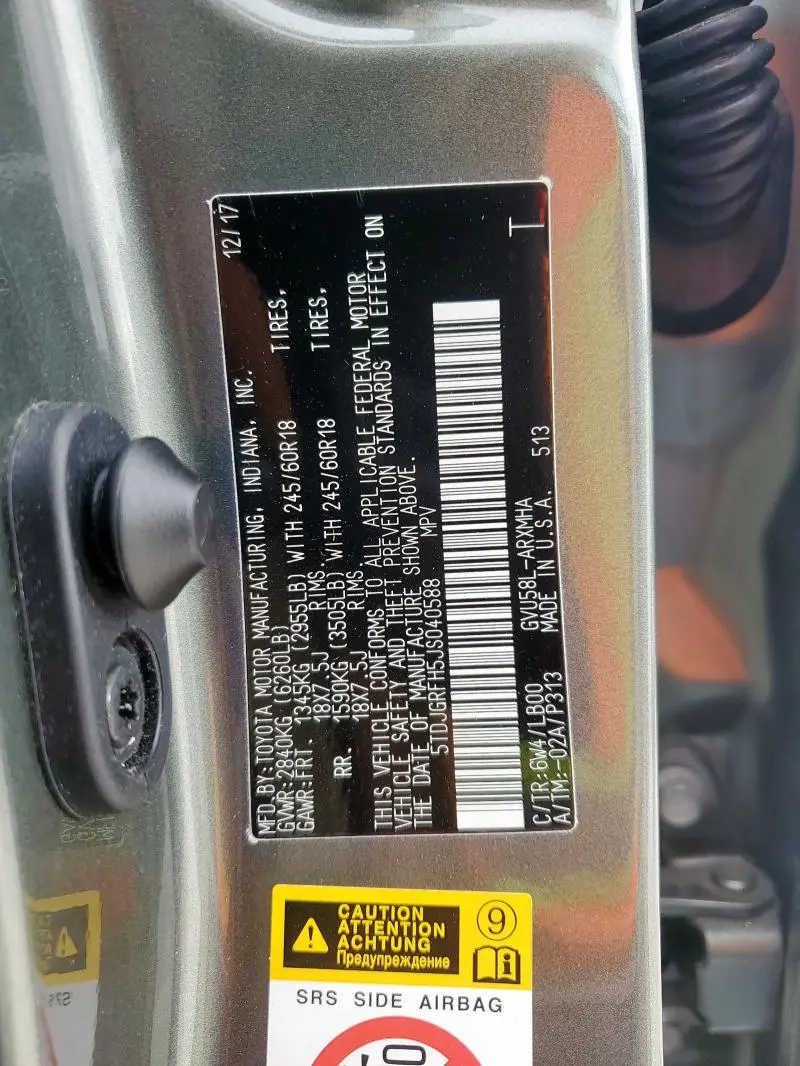 MFD.BY:TOYOTA MOTOR MANUFACTURING, INDIANA, INC. 12/17
GVWR:2840KG (6260LB)
GAWR:FRT. 1345KG (2955LB) WITH 245/60R18 TIRES,
18X7.5J RIMS
RR. 1590KG (3505LB) WITH 245/60R18 TIRES,
18X7.5J RIMS.
THIS VEHICLE CONFORMS TO ALL APPLICABLE FEDERAL MOTOR
VEHICLE SAFETY AND THEFT PREVENTION STANDARDS IN EFFECT ON
THE DATE OF MANUFACTURE SHOWN ABOVE.
5TDJGRFH5JS040588 MPV
C/TR:6W4/LB00 GVU58L-ARXMHA
A/TM:-02A/P313 MADE IN U.S.A. 513
T
CAUTION
ATTENTION
ACHTUNG
Предупреждение
9
i
SRS SIDE AIRBAG